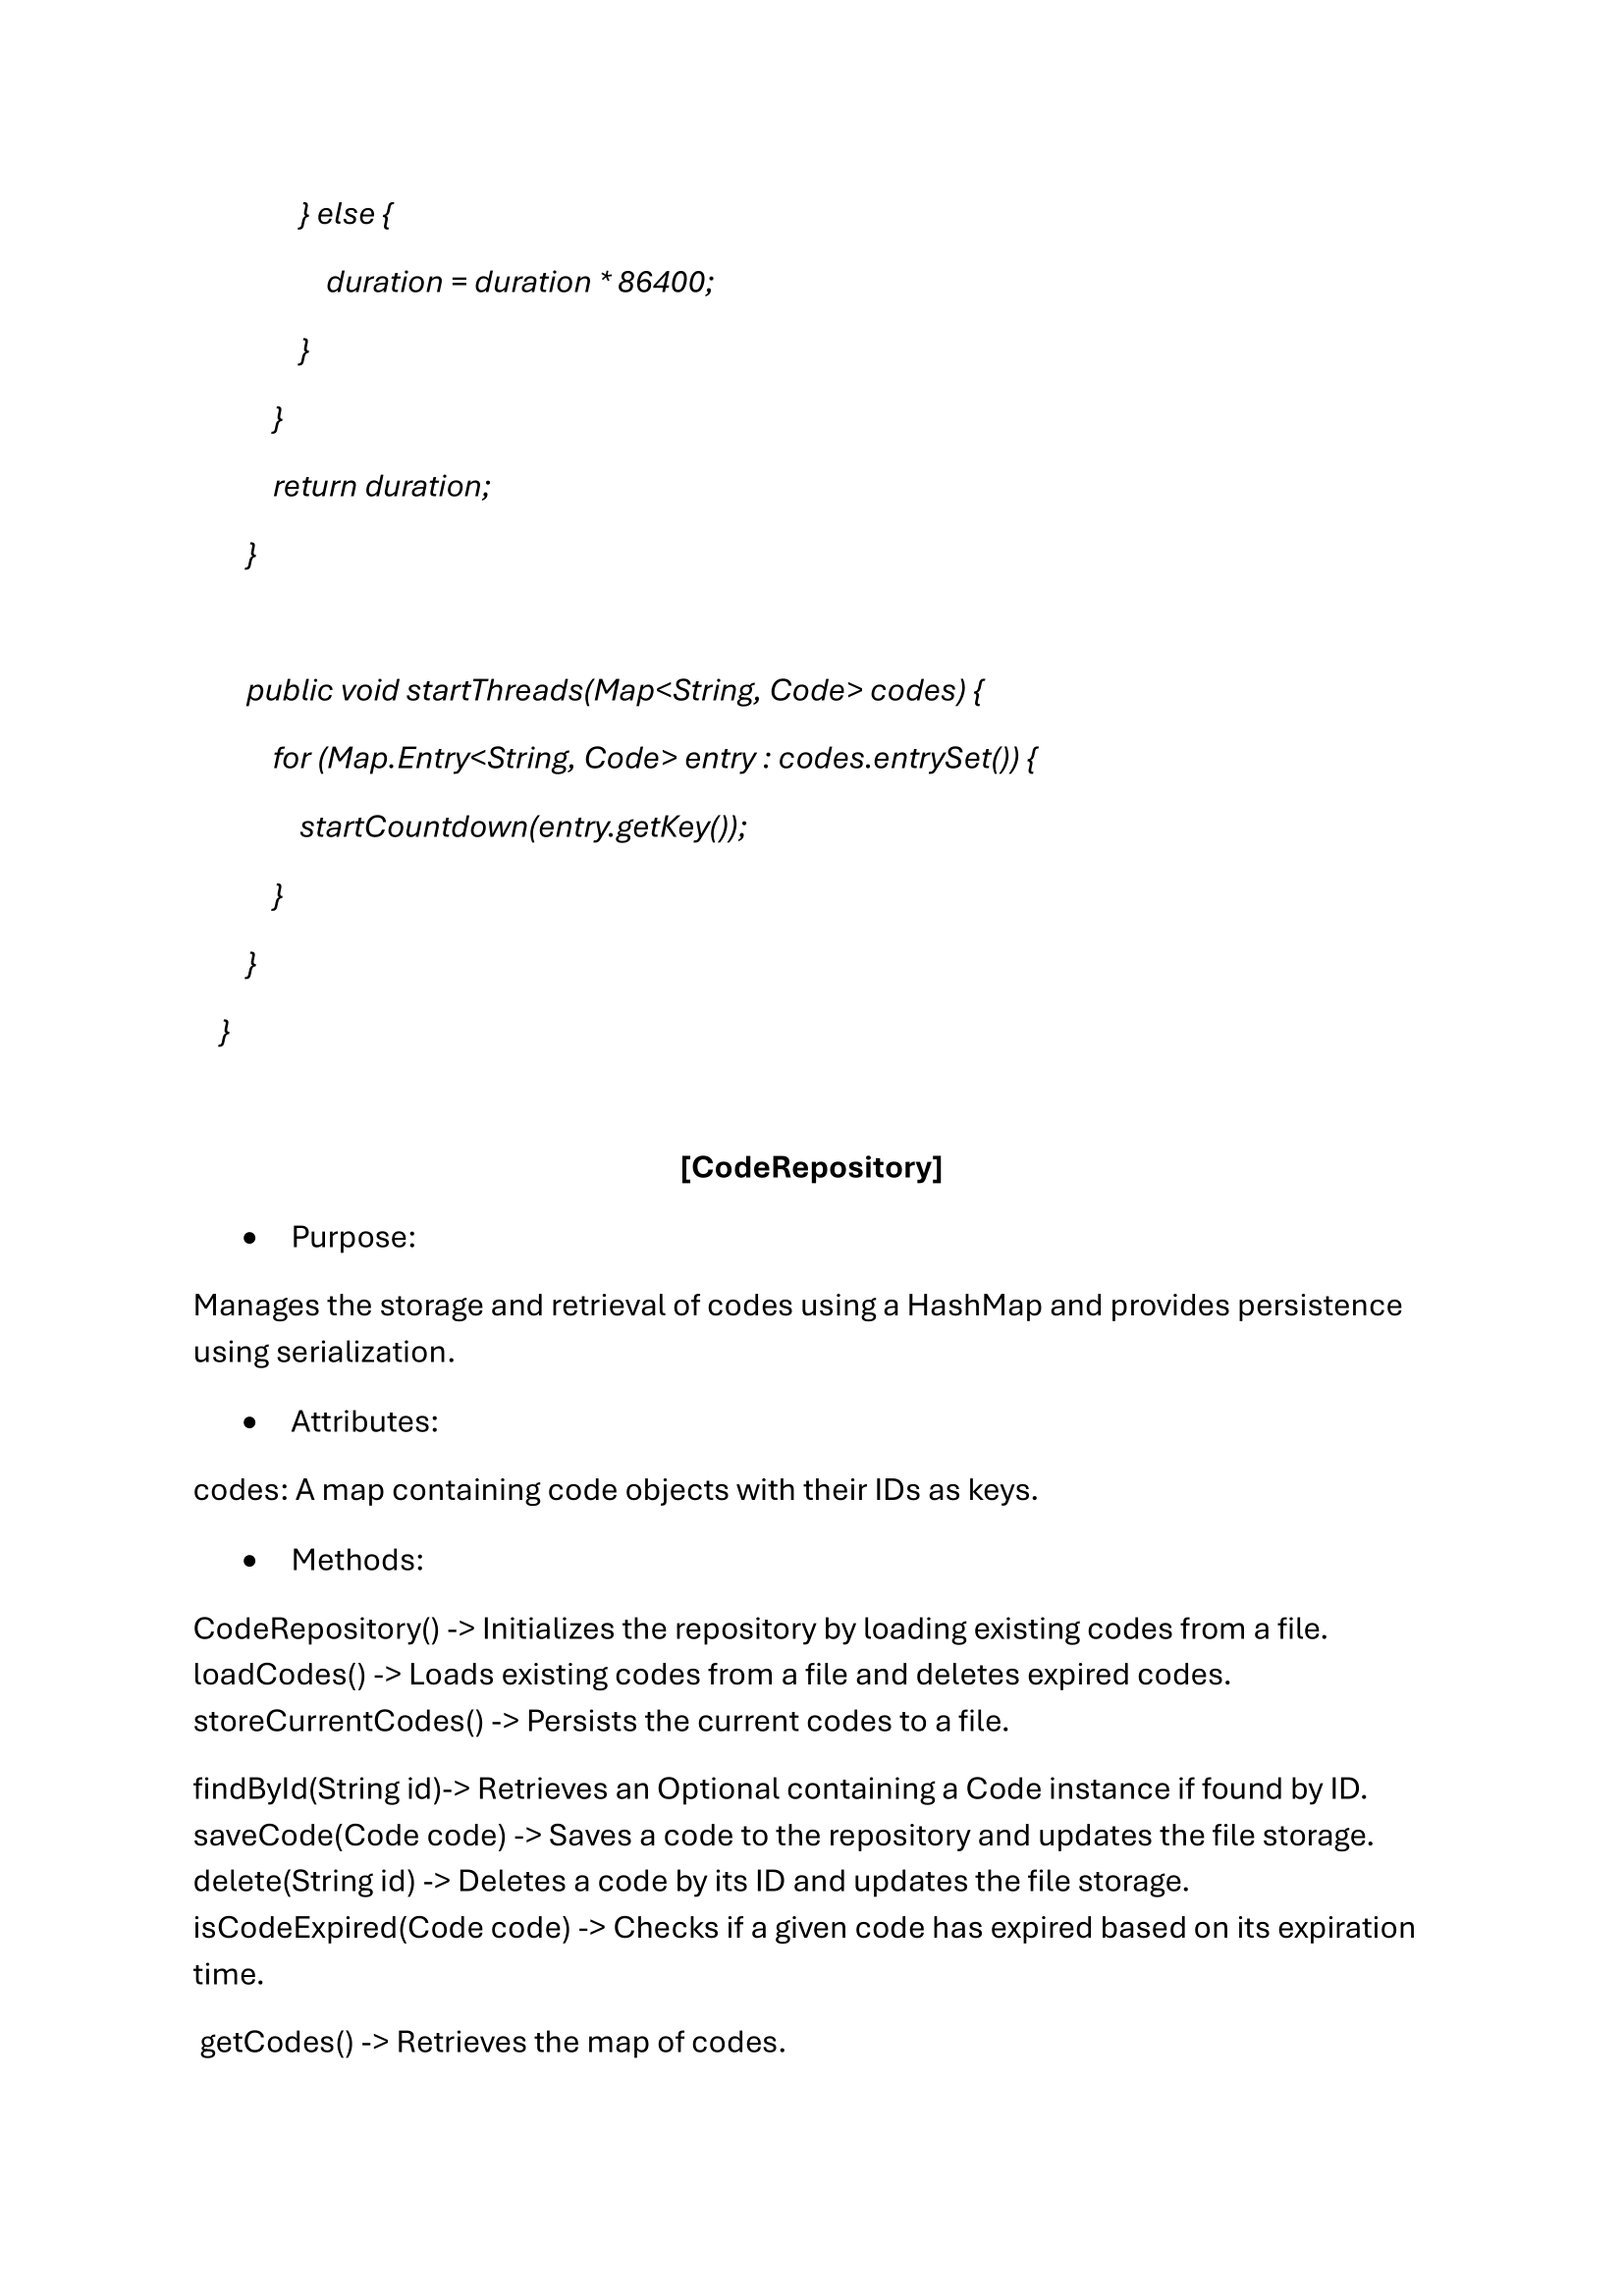 } else {
duration = duration * 86400;
}
}
return duration;
}
public void startThreads(Map<String, Code> codes) {
for (Map.Entry<String, Code> entry : codes.entrySet()) {
startCountdown(entry.getKey());
}
}
}
[CodeRepository]
• Purpose:
Manages the storage and retrieval of codes using a HashMap and provides persistence
using serialization.
• Attributes:
codes: A map containing code objects with their IDs as keys.
• Methods:
CodeRepository() -> Initializes the repository by loading existing codes from a file.
loadCodes() -> Loads existing codes from a file and deletes expired codes.
storeCurrentCodes() -> Persists the current codes to a file.
findById(String id)-> Retrieves an Optional containing a Code instance if found by ID.
saveCode(Code code) -> Saves a code to the repository and updates the file storage.
delete(String id) -> Deletes a code by its ID and updates the file storage.
isCodeExpired(Code code) -> Checks if a given code has expired based on its expiration
time.
getCodes() -> Retrieves the map of codes.